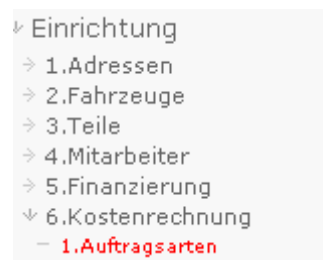 Einrichtung
1.Adressen
2.Fahrzeuge
3.Teile
4.Mitarbeiter
5.Finanzierung
6.Kostenrechnung
1.Auftragsarten